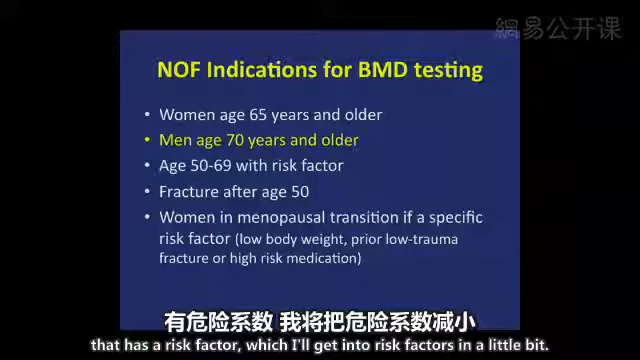 網易公开课
NOF Indications for BMD testing
• Women age 65 years and older
• Men age 70 years and older
• Age 50-69 with risk factor
• Fracture after age 50
• Women in menopausal transition if a specific
risk factor (low body weight, prior low-trauma
fracture or high risk medication)
有危险系数 我将把危险系数减小
that has a risk factor, which I'll get into risk factors in a little bit.